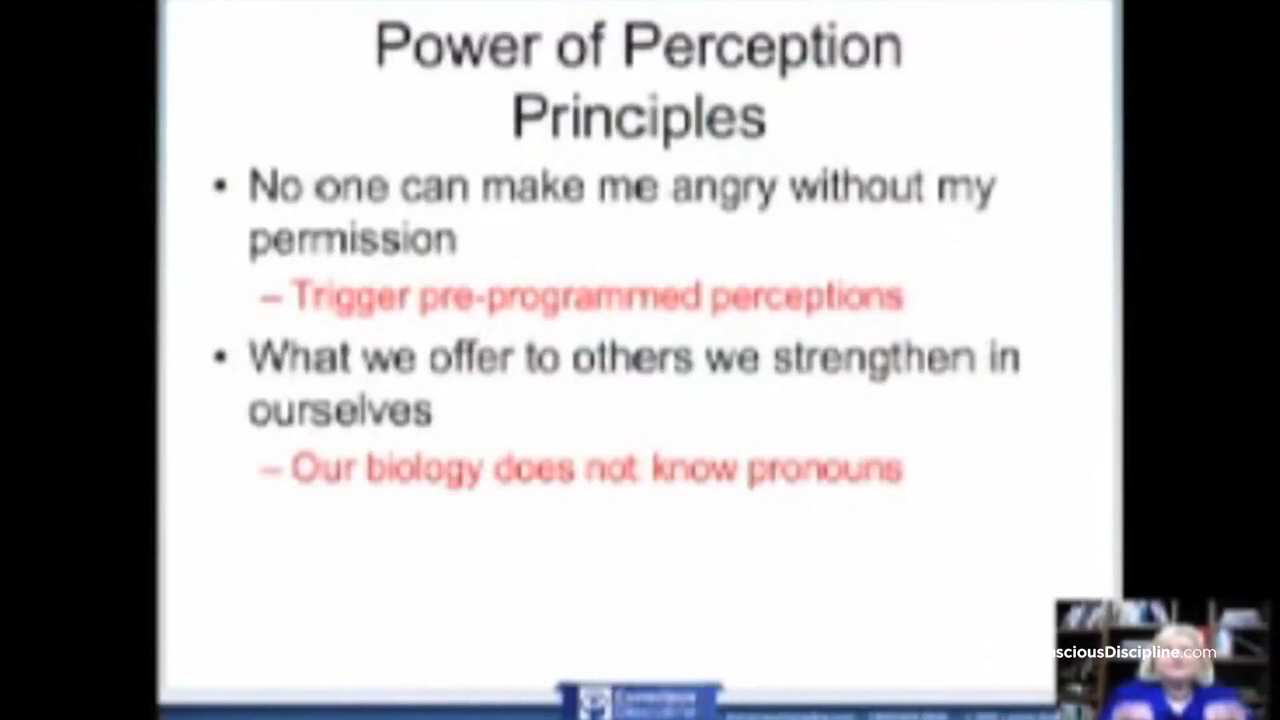 Power of Perception
Principles
• No one can make me angry without my
permission
– Trigger pre-programmed perceptions
• What we offer to others we strengthen in
ourselves
– Our biology does not know pronouns
sciousDiscipline.com